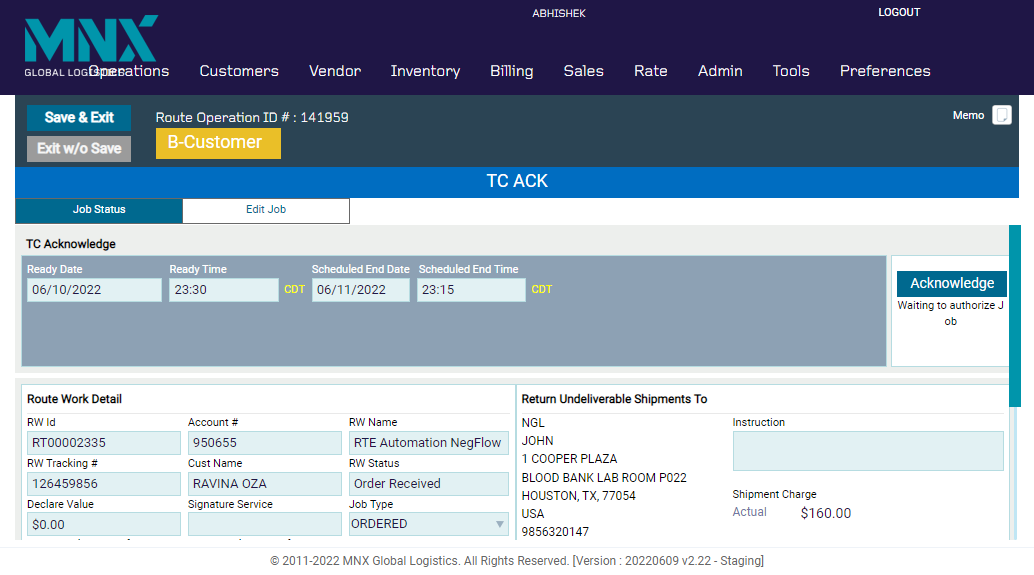 ABHISHEK
LOGOUT
MNX
GLOBAL LOGISTICS
Operations Customers Vendor Inventory Billing Sales Rate Admin Tools Preferences
Save & Exit
Route Operation ID # : 141959
Memo
Exit w/o Save
B-Customer
TC ACK
Job Status Edit Job
TC Acknowledge
Ready Date Ready Time Scheduled End Date Scheduled End Time
06/10/2022 23:30 CDT 06/11/2022 23:15 CDT
Acknowledge
Waiting to authorize J
ob
Route Work Detail
RW Id Account # RW Name
RT00002335 950655 RTE Automation NegFlow
RW Tracking # Cust Name RW Status
126459856 RAVINA OZA Order Received
Declare Value Signature Service Job Type
$0.00 ORDERED
Return Undeliverable Shipments To
NGL
JOHN
1 COOPER PLAZA
BLOOD BANK LAB ROOM P022
HOUSTON, TX, 77054
USA
9856320147
Instruction
Shipment Charge
Actual $160.00
© 2011-2022 MNX Global Logistics. All Rights Reserved. [Version : 20220609 v2.22 - Staging]